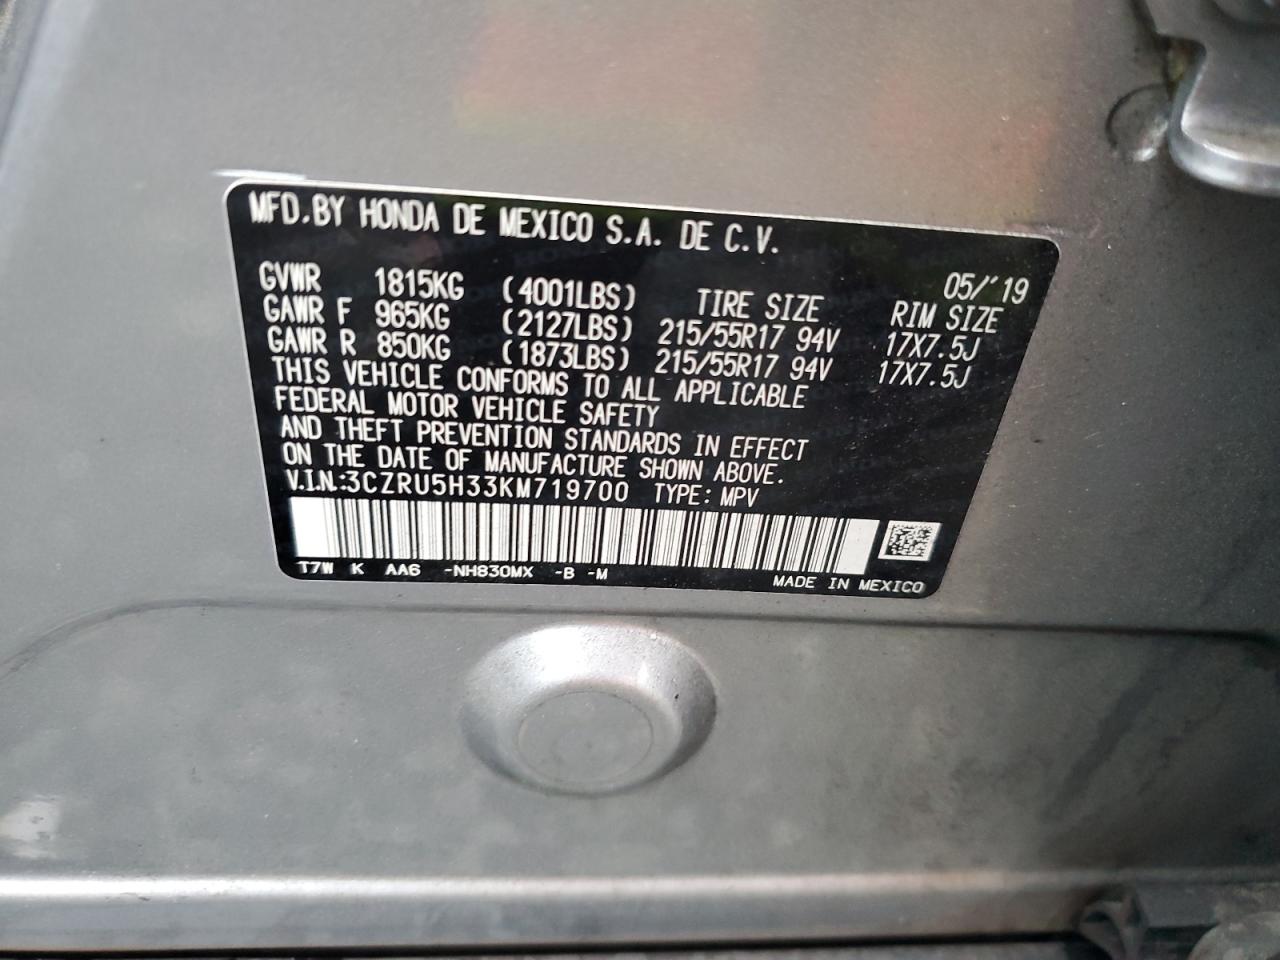 MFD.BY HONDA DE MEXICO S.A. DE C.V.
05/'19
GVWR 1815KG (4001LBS) TIRE SIZE RIM SIZE
GAWR F 965KG (2127LBS) 215/55R17 94V 17X7.5J
GAWR R 850KG (1873LBS) 215/55R17 94V 17X7.5J
THIS VEHICLE CONFORMS TO ALL APPLICABLE
FEDERAL MOTOR VEHICLE SAFETY
AND THEFT PREVENTION STANDARDS IN EFFECT
ON THE DATE OF MANUFACTURE SHOWN ABOVE.
V.I.N.:3CZRU5H33KM719700 TYPE: MPV
T7W K AA6 -NH830MX -B -M
MADE IN MEXICO